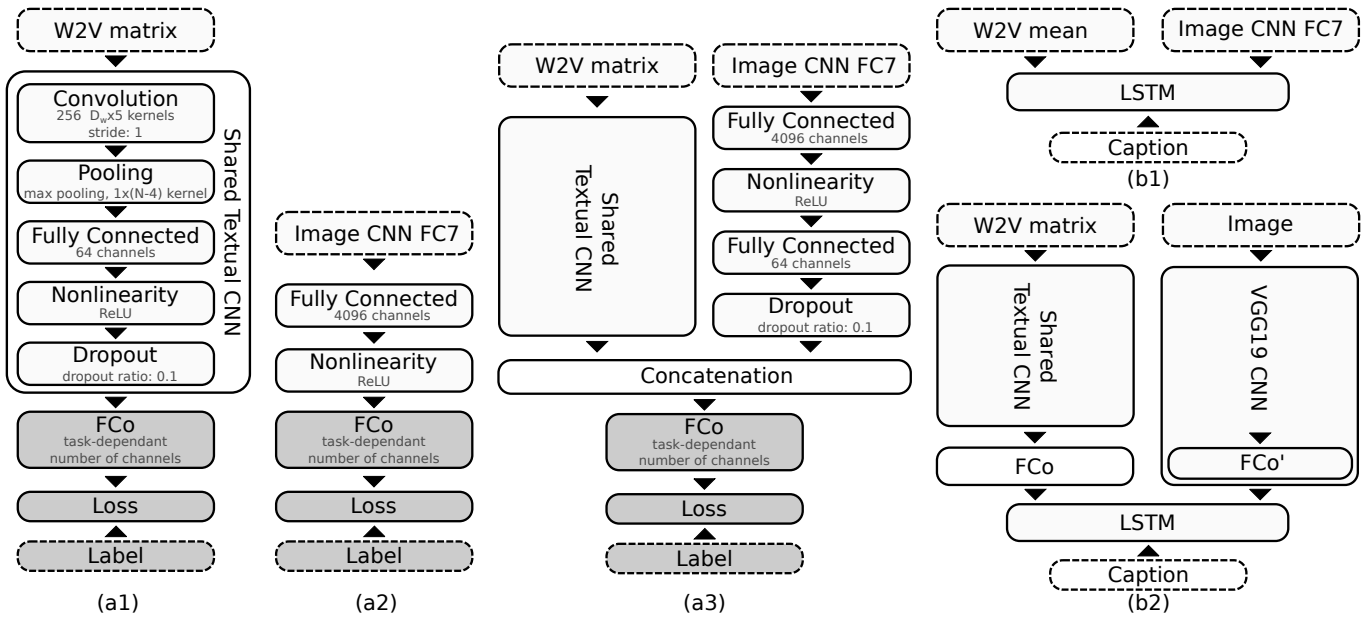 W2V matrix
Convolution
256 D_wx5 kernels
stride: 1
Pooling
max pooling, 1x(N-4) kernel
Fully Connected
64 channels
Nonlinearity
ReLU
Dropout
dropout ratio: 0.1
Shared Textual CNN
FCo
task-dependant
number of channels
Loss
Label
(a1)
Image CNN FC7
Fully Connected
4096 channels
Nonlinearity
ReLU
FCo
task-dependant
number of channels
Loss
Label
(a2)
W2V matrix
Shared
Textual CNN
Image CNN FC7
Fully Connected
4096 channels
Nonlinearity
ReLU
Fully Connected
64 channels
Dropout
dropout ratio: 0.1
Concatenation
FCo
task-dependant
number of channels
Loss
Label
(a3)
W2V mean
Image CNN FC7
LSTM
Caption
(b1)
W2V matrix
Shared
Textual CNN
FCo
Image
VGG19 CNN
FCo'
LSTM
Caption
(b2)